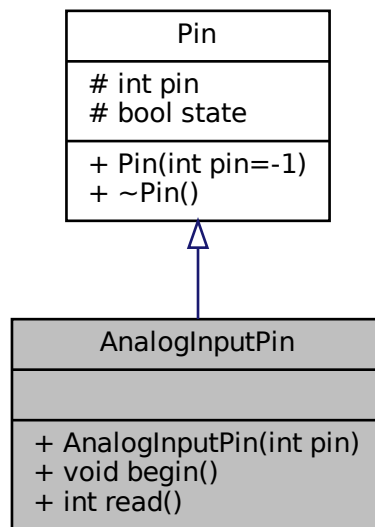 Pin
# int pin
# bool state
+ Pin(int pin=-1)
+ ~Pin()
AnalogInputPin
+ AnalogInputPin(int pin)
+ void begin()
+ int read()